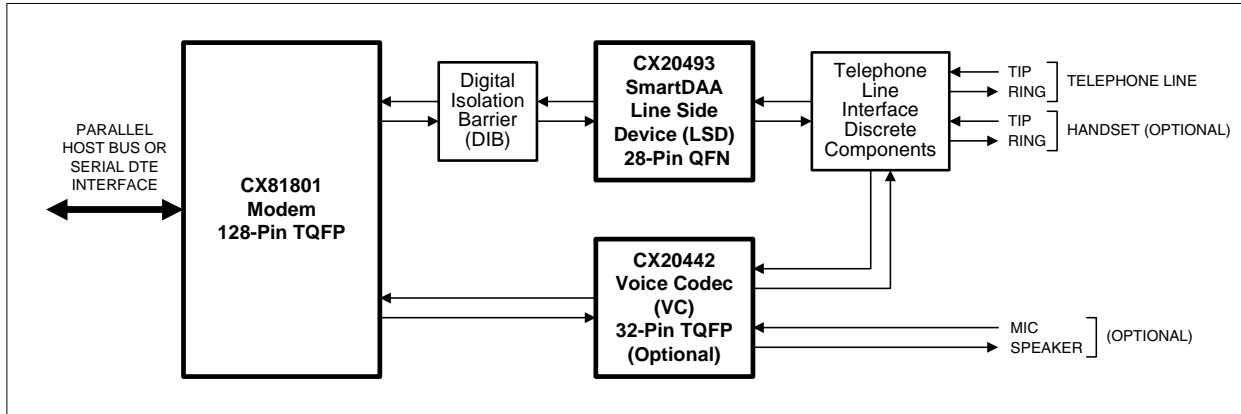 PARALLEL
HOST BUS OR
SERIAL DTE
INTERFACE
CX81801
Modem
128-Pin TQFP
Digital
Isolation
Barrier
(DIB)
CX20493
SmartDAA
Line Side
Device (LSD)
28-Pin QFN
Telephone
Line
Interface
Discrete
Components
TIP
RING
TELEPHONE LINE
TIP
RING
HANDSET (OPTIONAL)
CX20442
Voice Codec
(VC)
32-Pin TQFP
(Optional)
MIC
SPEAKER
(OPTIONAL)